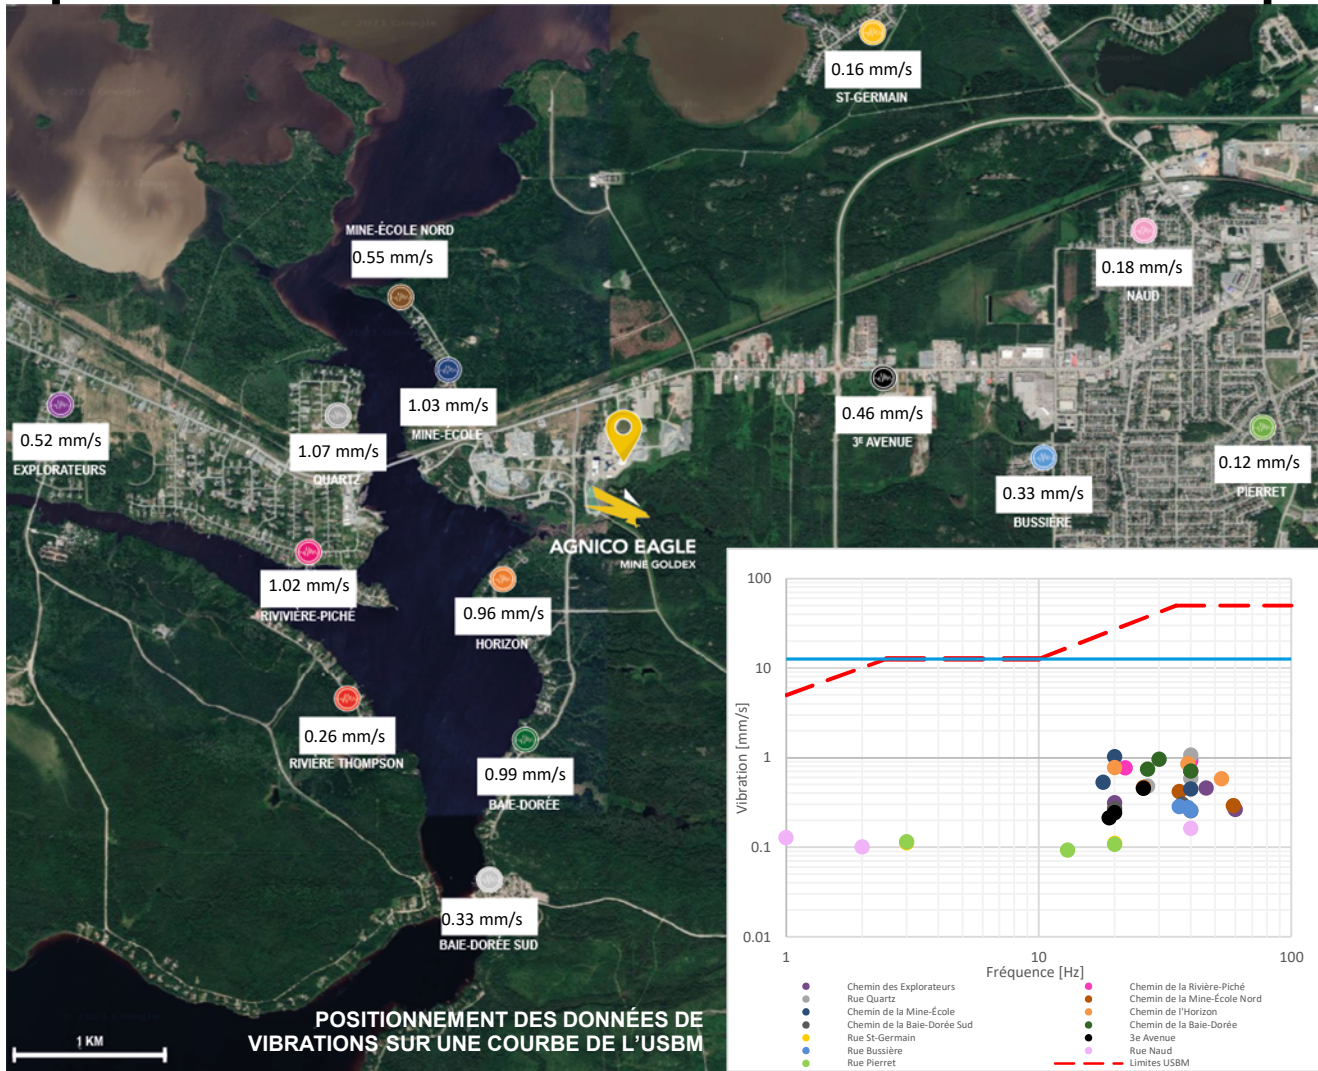 0.16 mm/s
ST-GERMAIN
MINE-ÉCOLE NORD
0.55 mm/s
0.18 mm/s
NAUD
1.03 mm/s
MINE-ÉCOLE
0.52 mm/s
EXPLORATEURS
1.07 mm/s
QUARTZ
0.46 mm/s
3E AVENUE
0.12 mm/s
PIERRET
0.33 mm/s
BUSSIÈRE
AGNICO EAGLE
MINE GOLDEX
1.02 mm/s
RIVIVIÈRE-PICHÉ
0.96 mm/s
HORIZON
0.26 mm/s
RIVIÈRE THOMPSON
0.99 mm/s
BAIE-DORÉE
0.33 mm/s
BAIE-DORÉE SUD
POSITIONNEMENT DES DONNÉES DE
VIBRATIONS SUR UNE COURBE DE L'USBM
1 KM
100
10
1
0.1
0.01
Vibration [mm/s]
1
10
100
Fréquence [Hz]
Chemin des Explorateurs
Chemin de la Rivière-Piché
Rue Quartz
Chemin de la Mine-École Nord
Chemin de la Mine-École
Chemin de l'Horizon
Chemin de la Baie-Dorée Sud
Chemin de la Baie-Dorée
Rue St-Germain
3e Avenue
Rue Bussière
Rue Naud
Rue Pierret
Limites USBM